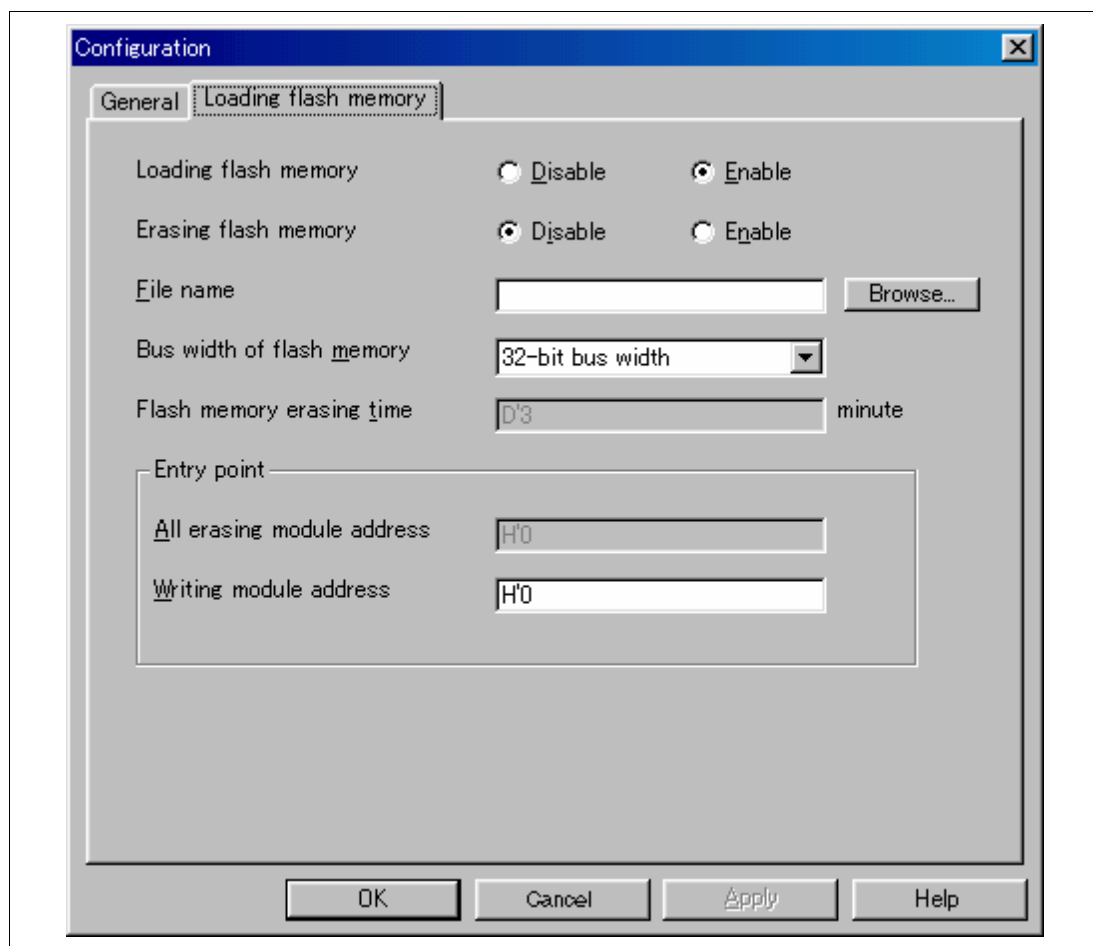 Configuration
General Loading flash memory
Loading flash memory Disable Enable
Erasing flash memory Disable Enable
File name Browse...
Bus width of flash memory 32-bit bus width
Flash memory erasing time D'3 minute
Entry point
All erasing module address H'0
Writing module address H'0
OK Cancel Apply Help